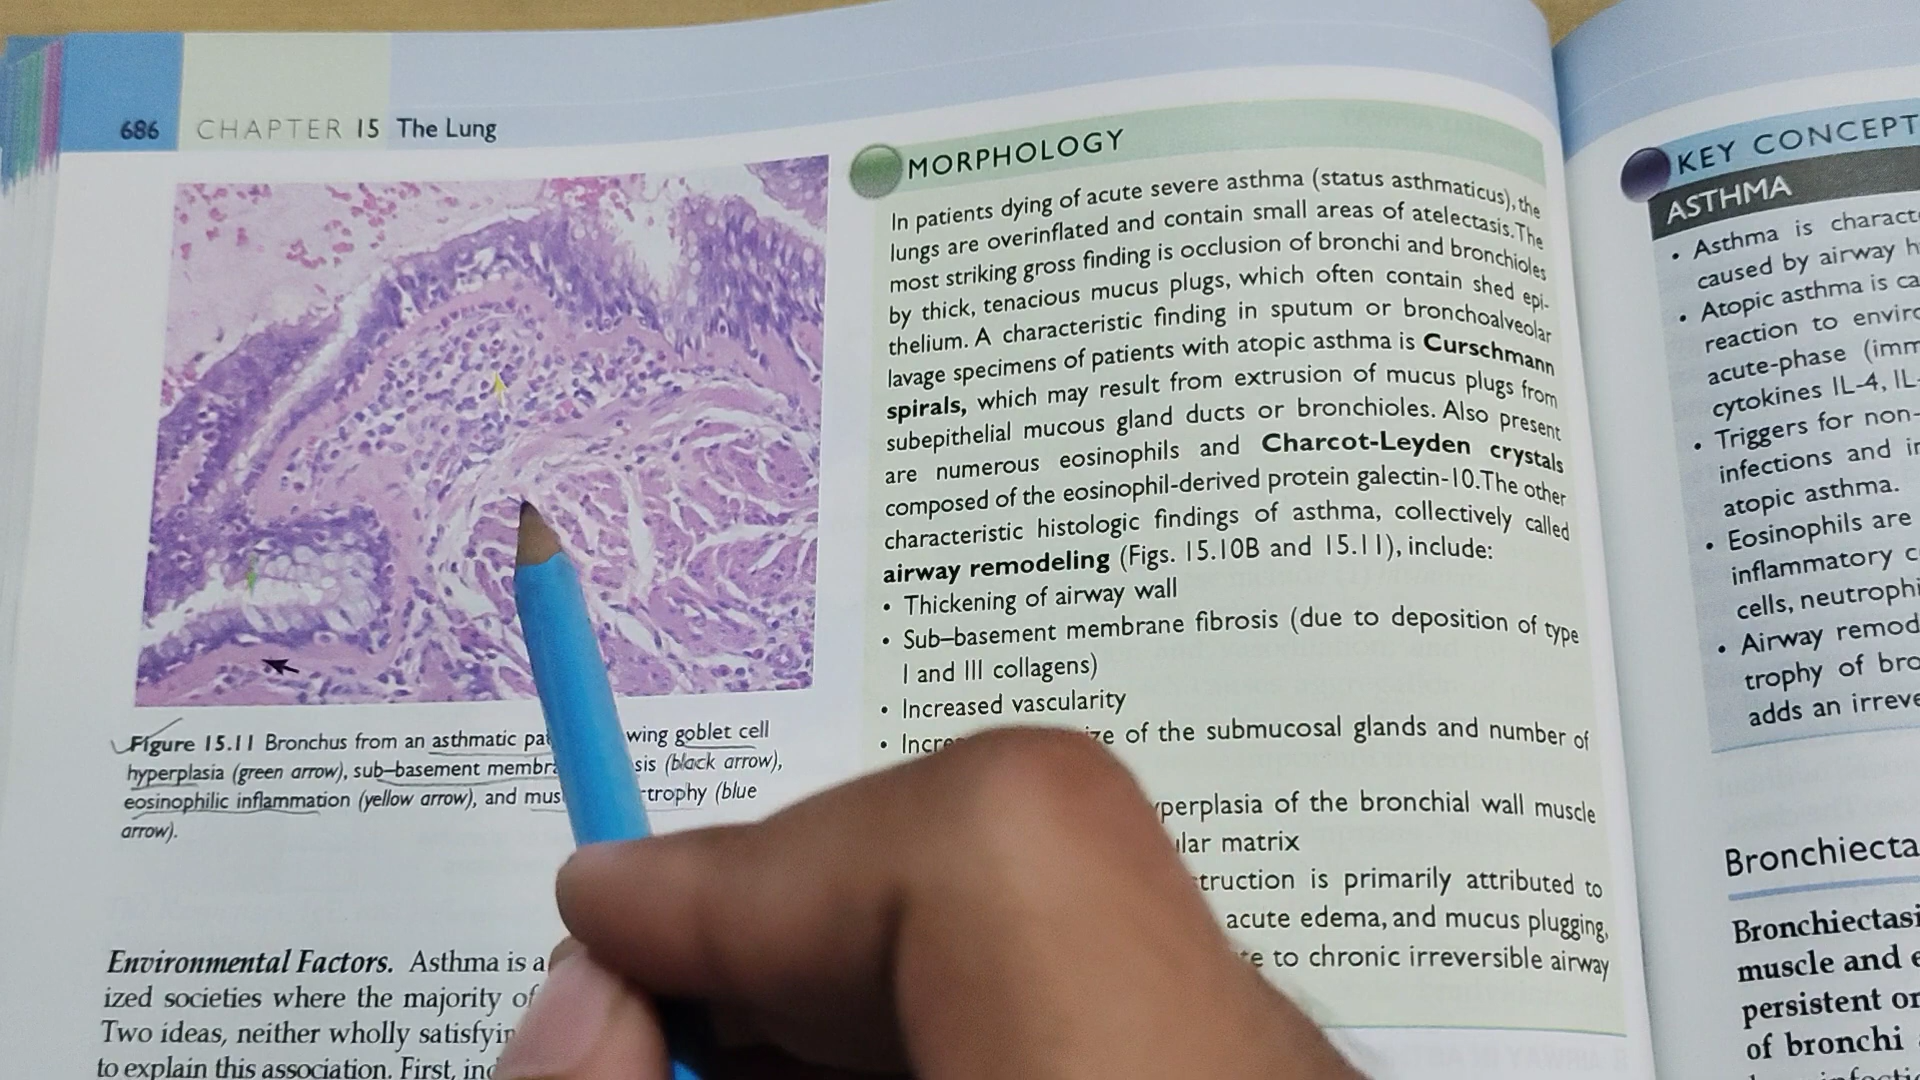 686 CHAPTER 15 The Lung
Figure 15.11 Bronchus from an asthmatic wing goblet cell
hyperplasia (green arrow), sub–basement sis (black arrow),
eosinophilic inflammation (yellow arrow), and trophy (blue
arrow).
Environmental Factors. Asthma is a
ized societies where the majority of
Two ideas, neither wholly
to explain this association. First,
MORPHOLOGY
In patients dying of acute severe asthma (status asthmaticus), the
lungs are overinflated and contain small areas of atelectasis. The
most striking gross finding is occlusion of bronchi and bronchioles
by thick, tenacious mucus plugs, which often contain shed epi-
thelium. A characteristic finding in sputum or bronchoalveolar
lavage specimens of patients with atopic asthma is Curschmann
spirals, which may result from extrusion of mucus plugs from
subepithelial mucous gland ducts or bronchioles. Also present
are numerous eosinophils and Charcot-Leyden crystals
composed of the eosinophil-derived protein galectin-10. The other
characteristic histologic findings of asthma, collectively called
airway remodeling (Figs. 15.10B and 15.11), include:
• Thickening of airway wall
• Sub–basement membrane fibrosis (due to deposition of type
I and III collagens)
• Increased vascularity
• of the submucosal glands and number of
perplasia of the bronchial wall muscle
lar matrix
struction is primarily attributed to
acute edema, and mucus plugging,
te to chronic irreversible airway
KEY CONCEPT
ASTHMA
• Asthma is charact
caused by airway h
• Atopic asthma is ca
reaction to enviro
acute-phase (imm
cytokines IL-4, IL-
• Triggers for non-
infections and ir
atopic asthma.
• Eosinophils are
inflammatory c
cells, neutrophi
• Airway remod
trophy of bro
adds an irreve
Bronchiecta
Bronchiectasi
muscle and e
persistent or
of bronchi